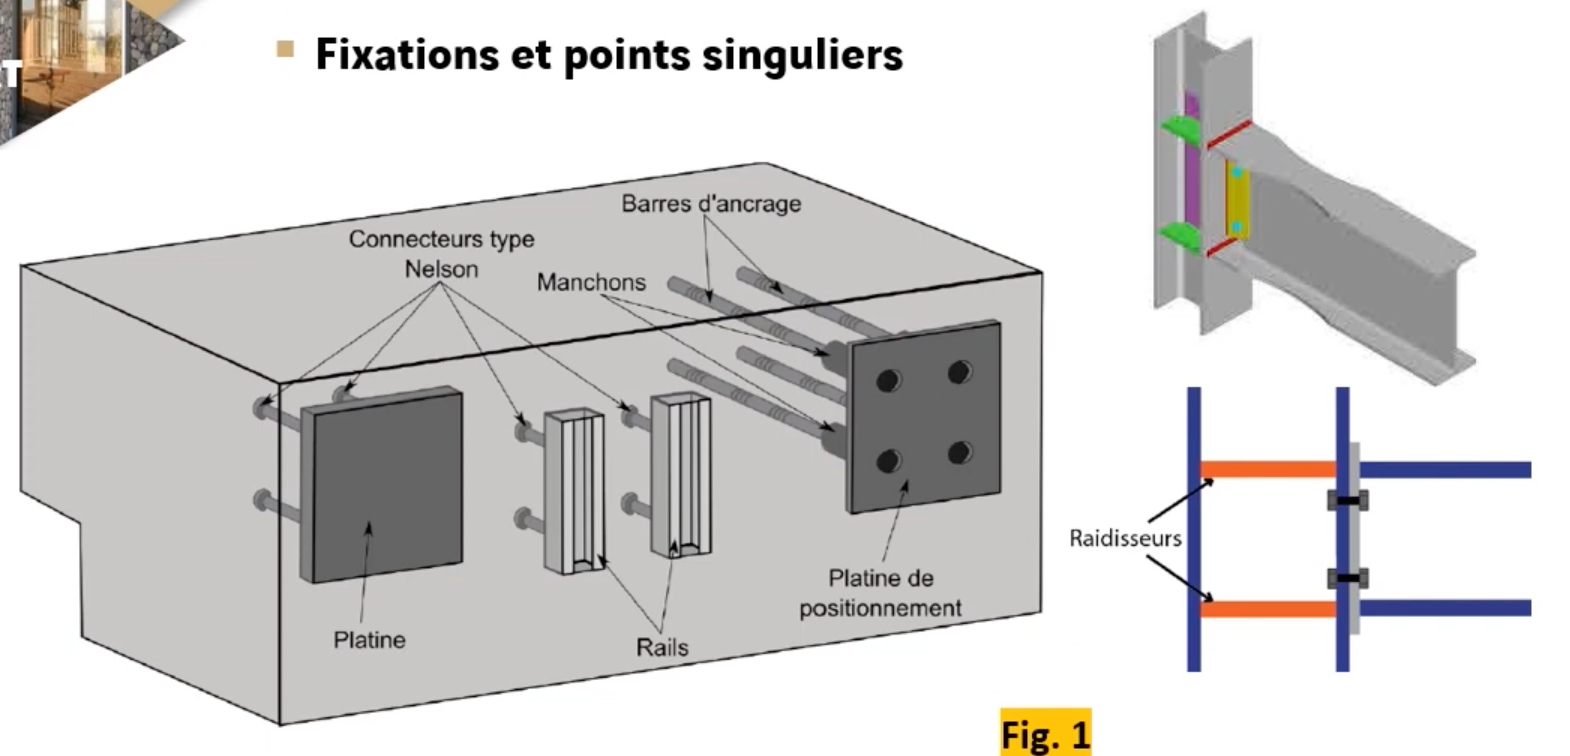 Fixations et points singuliers
Barres d'ancrage
Connecteurs type
Nelson
Manchons
Raidisseurs
Platine de
positionnement
Platine
Rails
Fig. 1